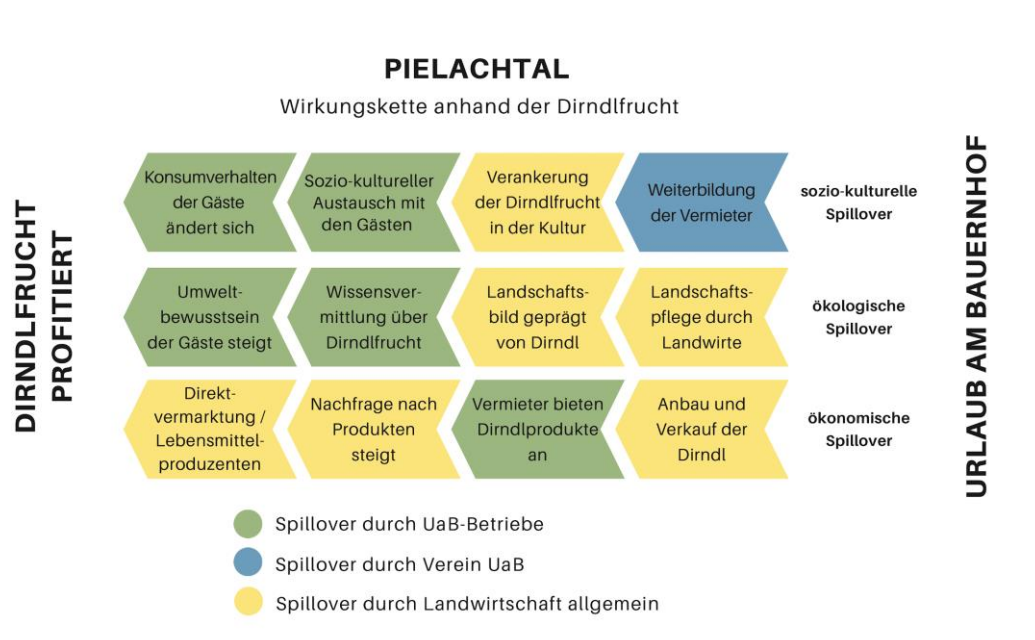 PIELACHTAL
Wirkungskette anhand der Dirndlfrucht
DIRNDLFRUCHT
PROFITIERT
Konsumverhalten
der Gäste
ändert sich
Sozio-kultureller
Austausch mit
den Gästen
Verankerung
der Dirndlfrucht
in der Kultur
Weiterbildung
der Vermieter
sozio-kulturelle
Spillover
Umwelt-
bewusstsein
der Gäste steigt
Wissensver-
mittlung über
Dirndlfrucht
Landschafts-
bild geprägt
von Dirndl
Landschafts-
pflege durch
Landwirte
ökologische
Spillover
Direkt-
vermarktung /
Lebensmittel-
produzenten
Nachfrage nach
Produkten
steigt
Vermieter bieten
Dirndlprodukte
an
Anbau und
Verkauf der
Dirndl
ökonomische
Spillover
URLAUB AM BAUERNHOF
Spillover durch UaB-Betriebe
Spillover durch Verein UaB
Spillover durch Landwirtschaft allgemein